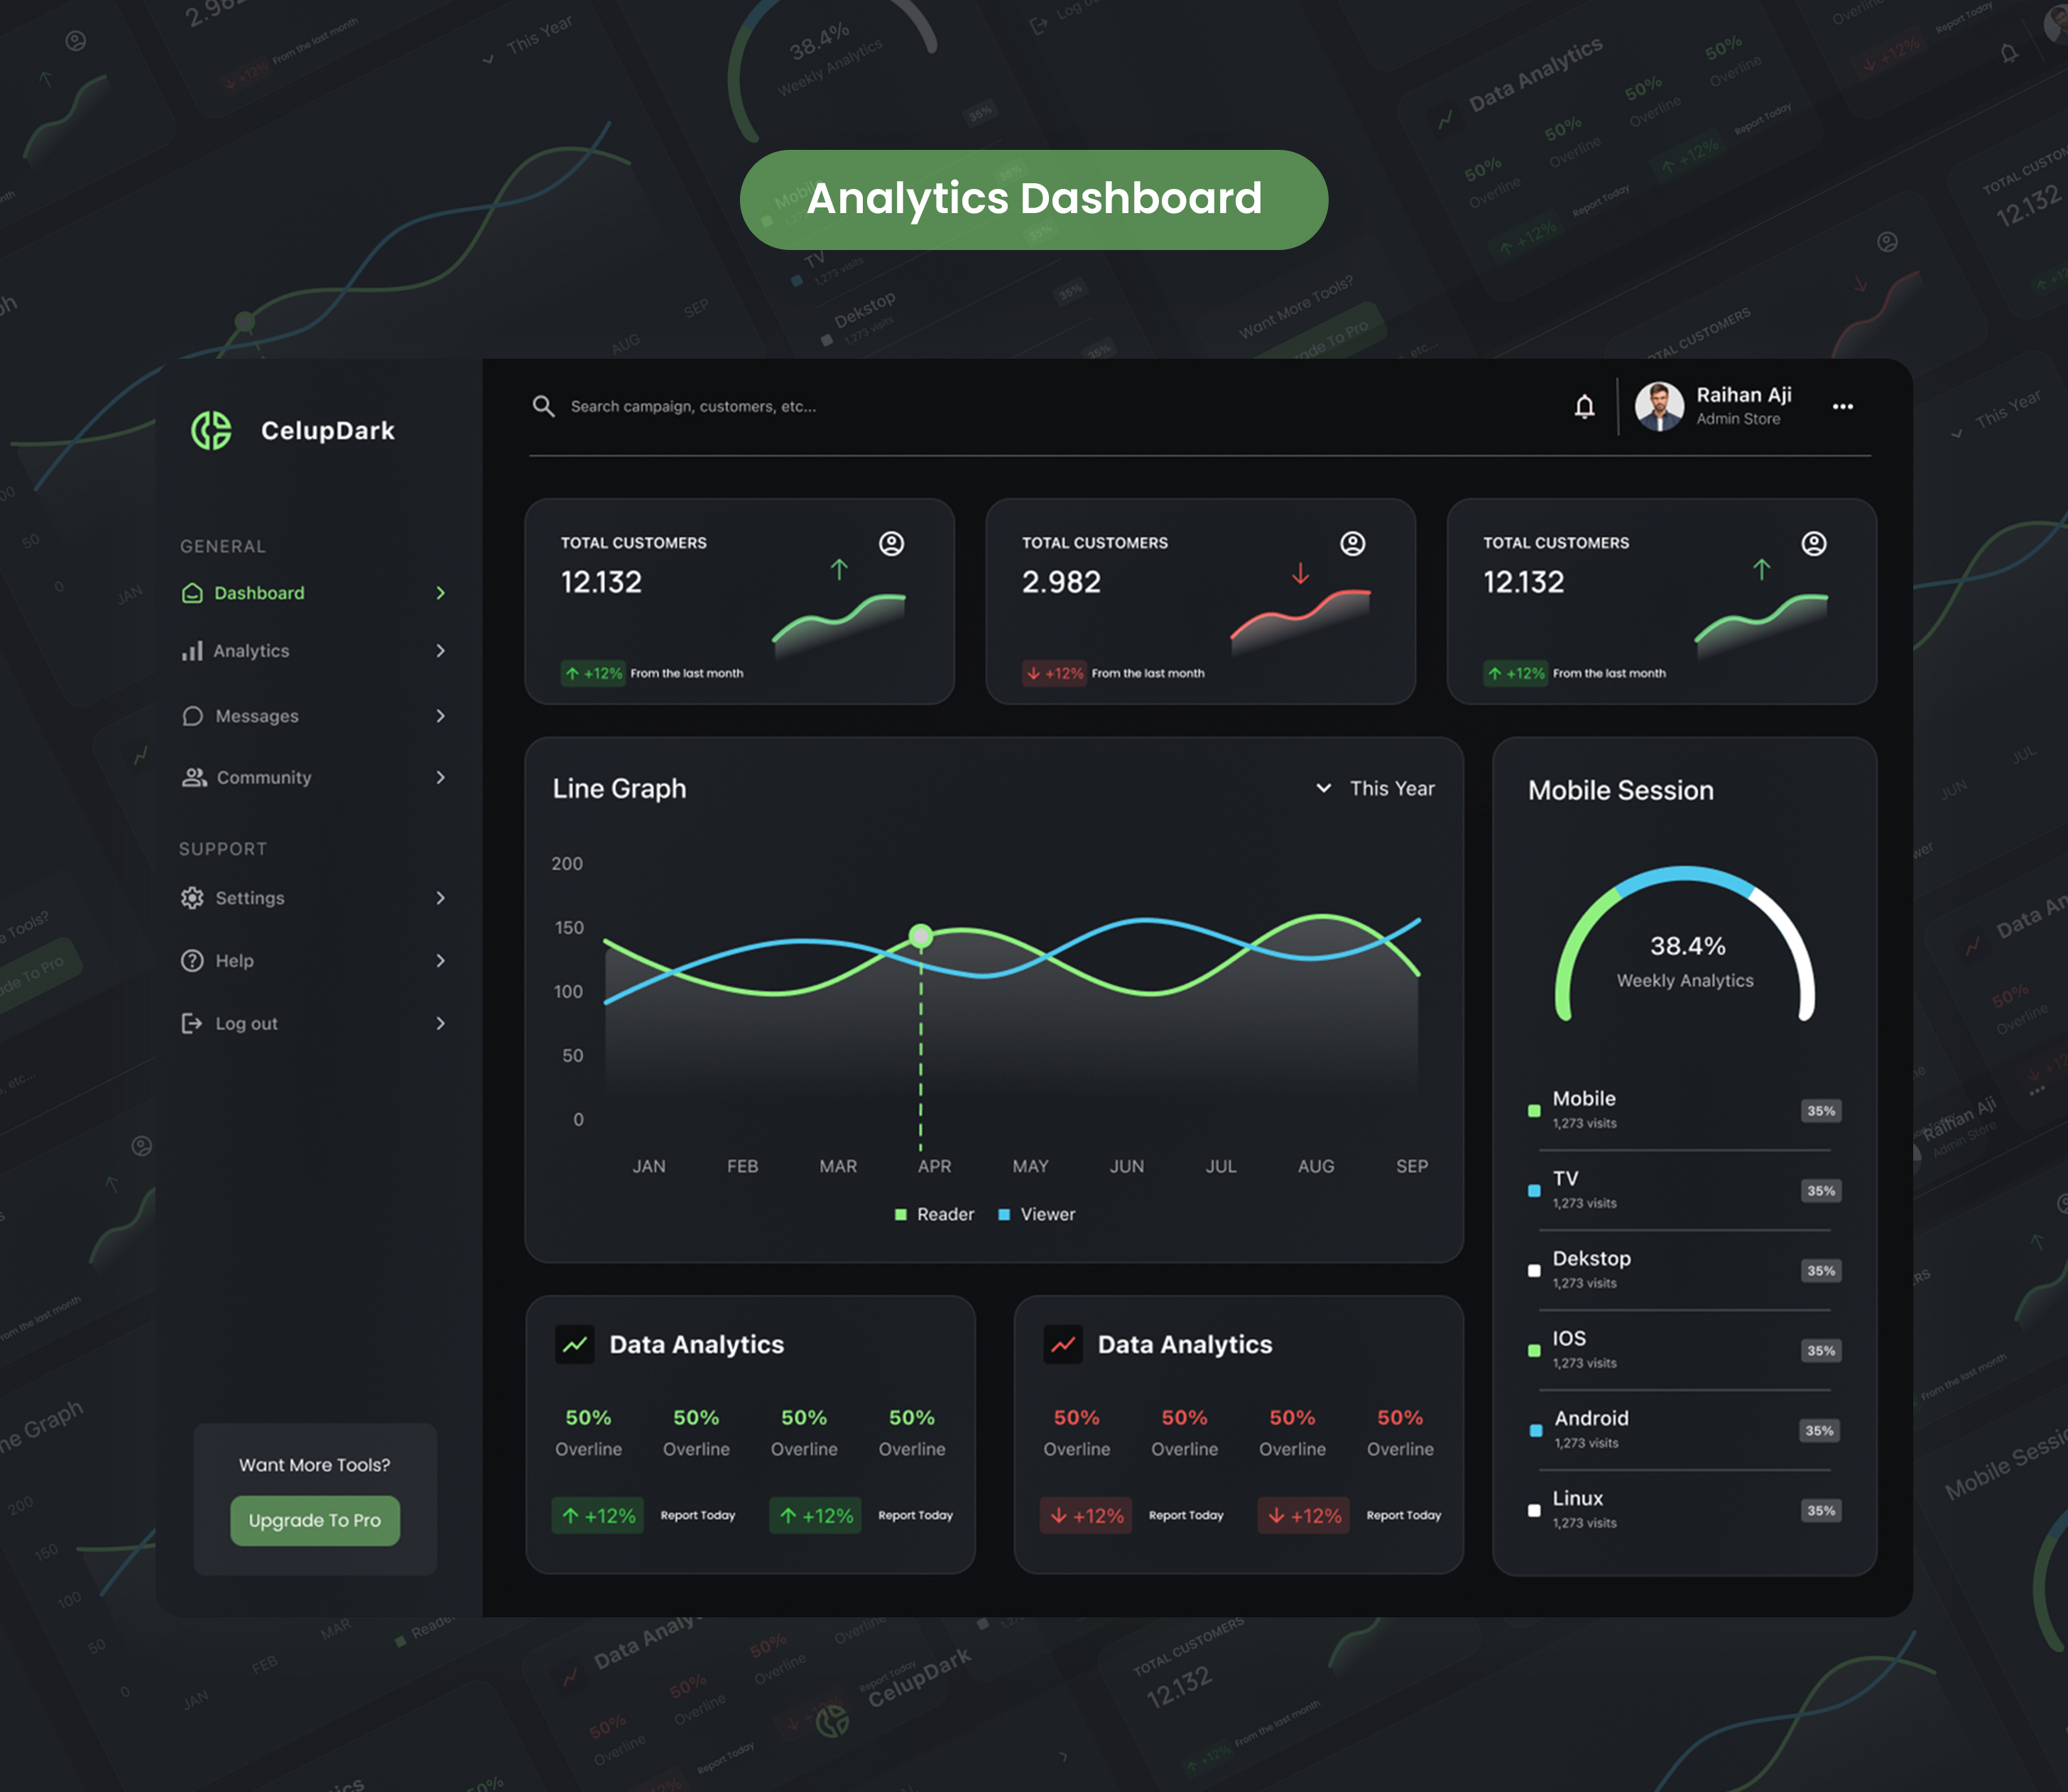 Analytics Dashboard
CelupDark
GENERAL
Dashboard
Analytics
Messages
Community
SUPPORT
Settings
Help
Log out
Want More Tools?
Upgrade To Pro
Search campaign, customers, etc...
Raihan Aji
Admin Store
TOTAL CUSTOMERS
12.132
+12% From the last month
TOTAL CUSTOMERS
2.982
+12% From the last month
TOTAL CUSTOMERS
12.132
+12% From the last month
Line Graph
This Year
200
150
100
50
0
JAN FEB MAR APR MAY JUN JUL AUG SEP
Reader Viewer
Mobile Session
38.4%
Weekly Analytics
Mobile
1,273 visits
35%
TV
1,273 visits
35%
Dekstop
1,273 visits
35%
IOS
1,273 visits
35%
Android
1,273 visits
35%
Linux
1,273 visits
35%
Data Analytics
50% 50% 50% 50%
Overline Overline Overline Overline
+12% Report Today +12% Report Today
Data Analytics
50% 50% 50% 50%
Overline Overline Overline Overline
+12% Report Today +12% Report Today